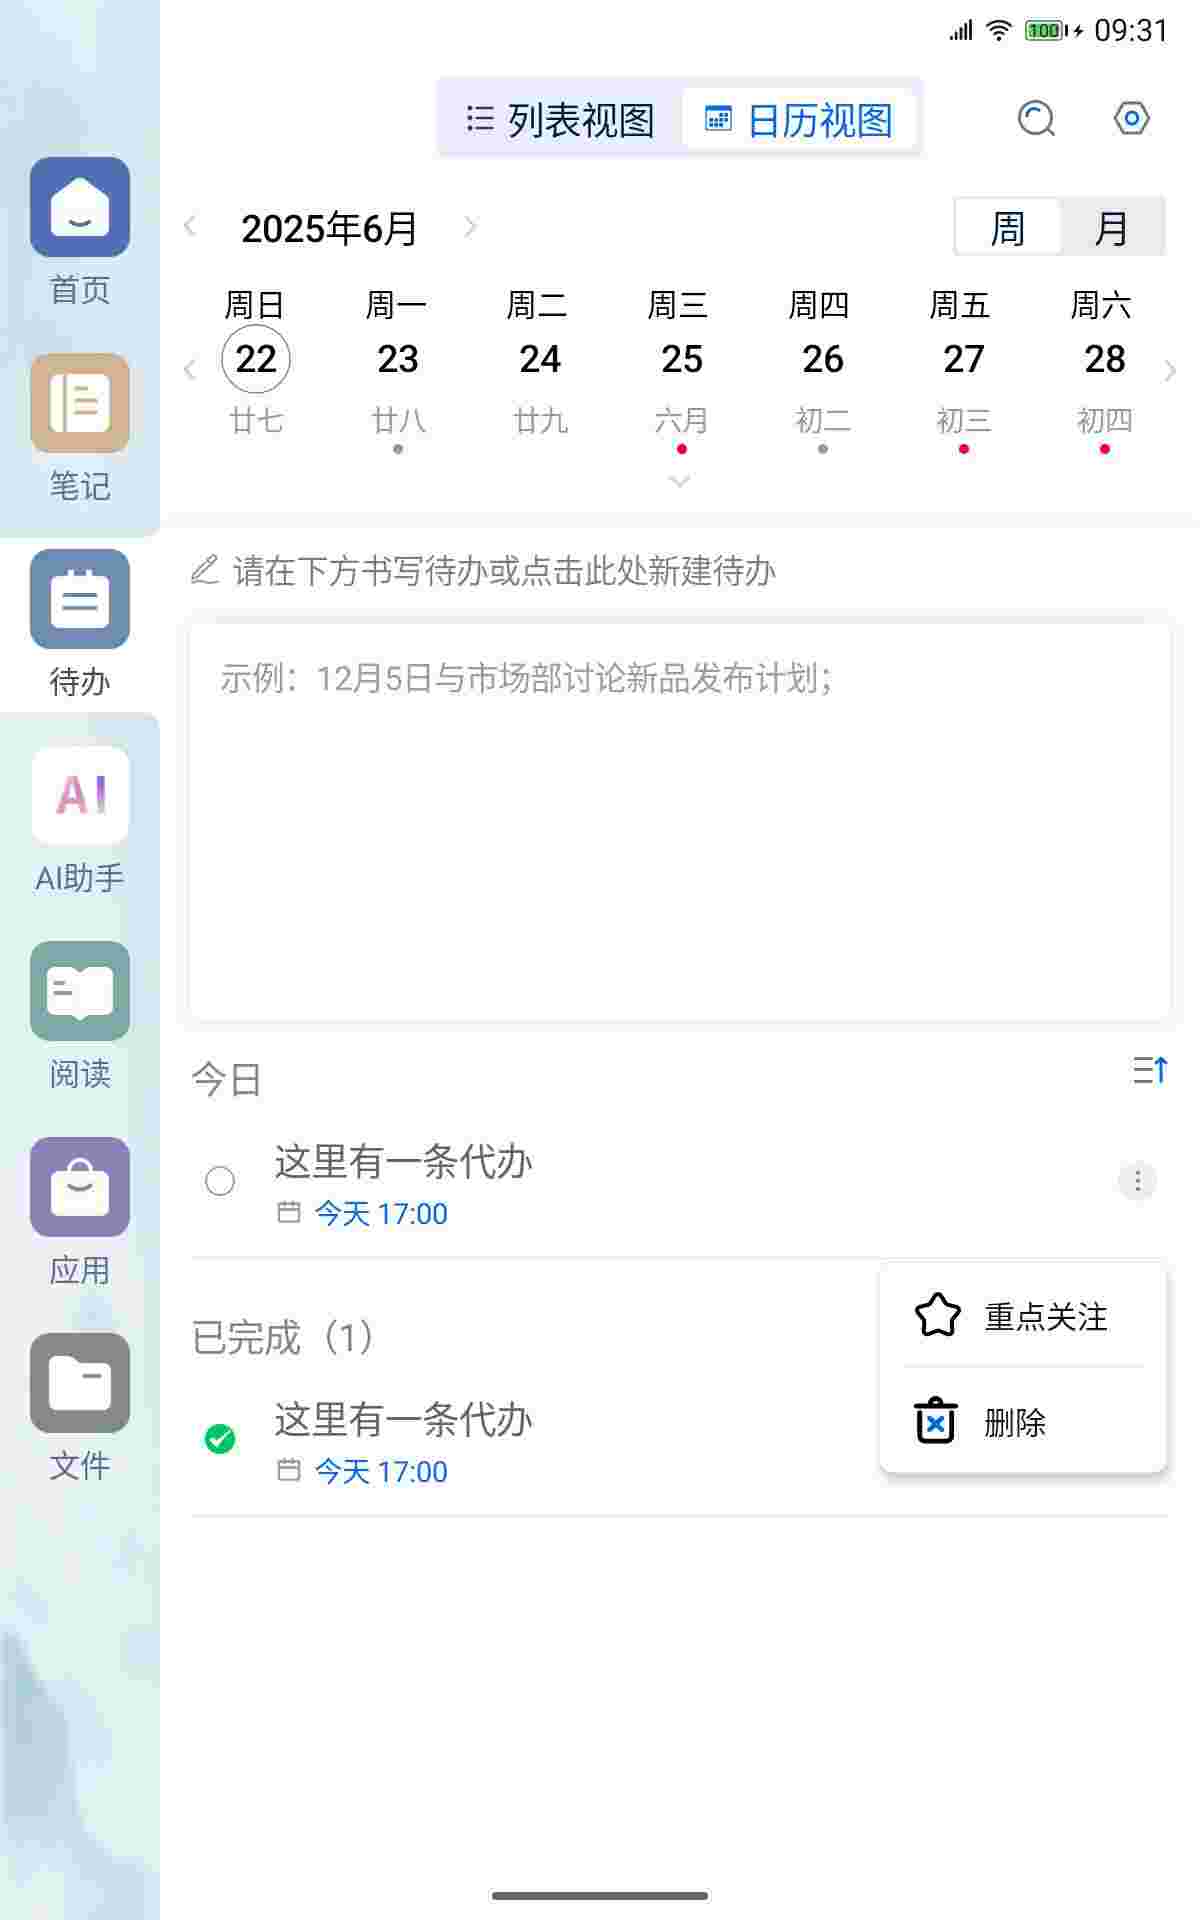 100 09:31
列表视图 日历视图
2025年6月 周 月
周日 周一 周二 周三 周四 周五 周六
22 23 24 25 26 27 28
廿七 廿八 廿九 六月 初二 初三 初四
请在下方书写待办或点击此处新建待办
示例：12月5日与市场部讨论新品发布计划；
今日
这里有一条代办
今天 17:00
重点关注
删除
已完成（1）
这里有一条代办
今天 17:00
首页
笔记
待办
AI
AI助手
阅读
应用
文件